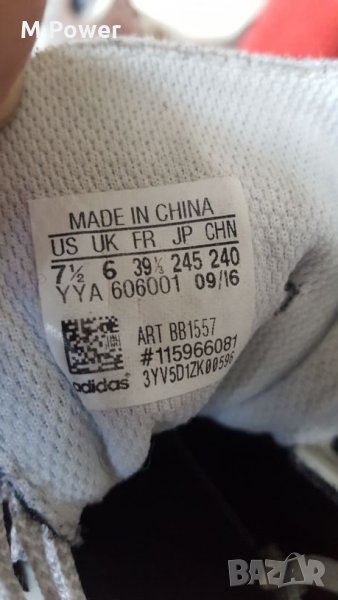 M.Power
MADE IN CHINA
US UK FR JP CHN
7½ 6 39⅓ 245 240
YYA 606001 09/16
ART BB1557
#115966081
adidas 3YV5D1ZK00596
BAZAR